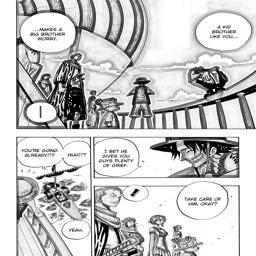 ...MAKES A
BIG BROTHER
WORRY.
A KID
BROTHER
LIKE YOU...
YOU'RE GOING
ALREADY!?
HUH!?
YEAH.
I BET HE
GIVES YOU
GUYS PLENTY
OF GRIEF.
TAKE CARE OF
HIM, OKAY?